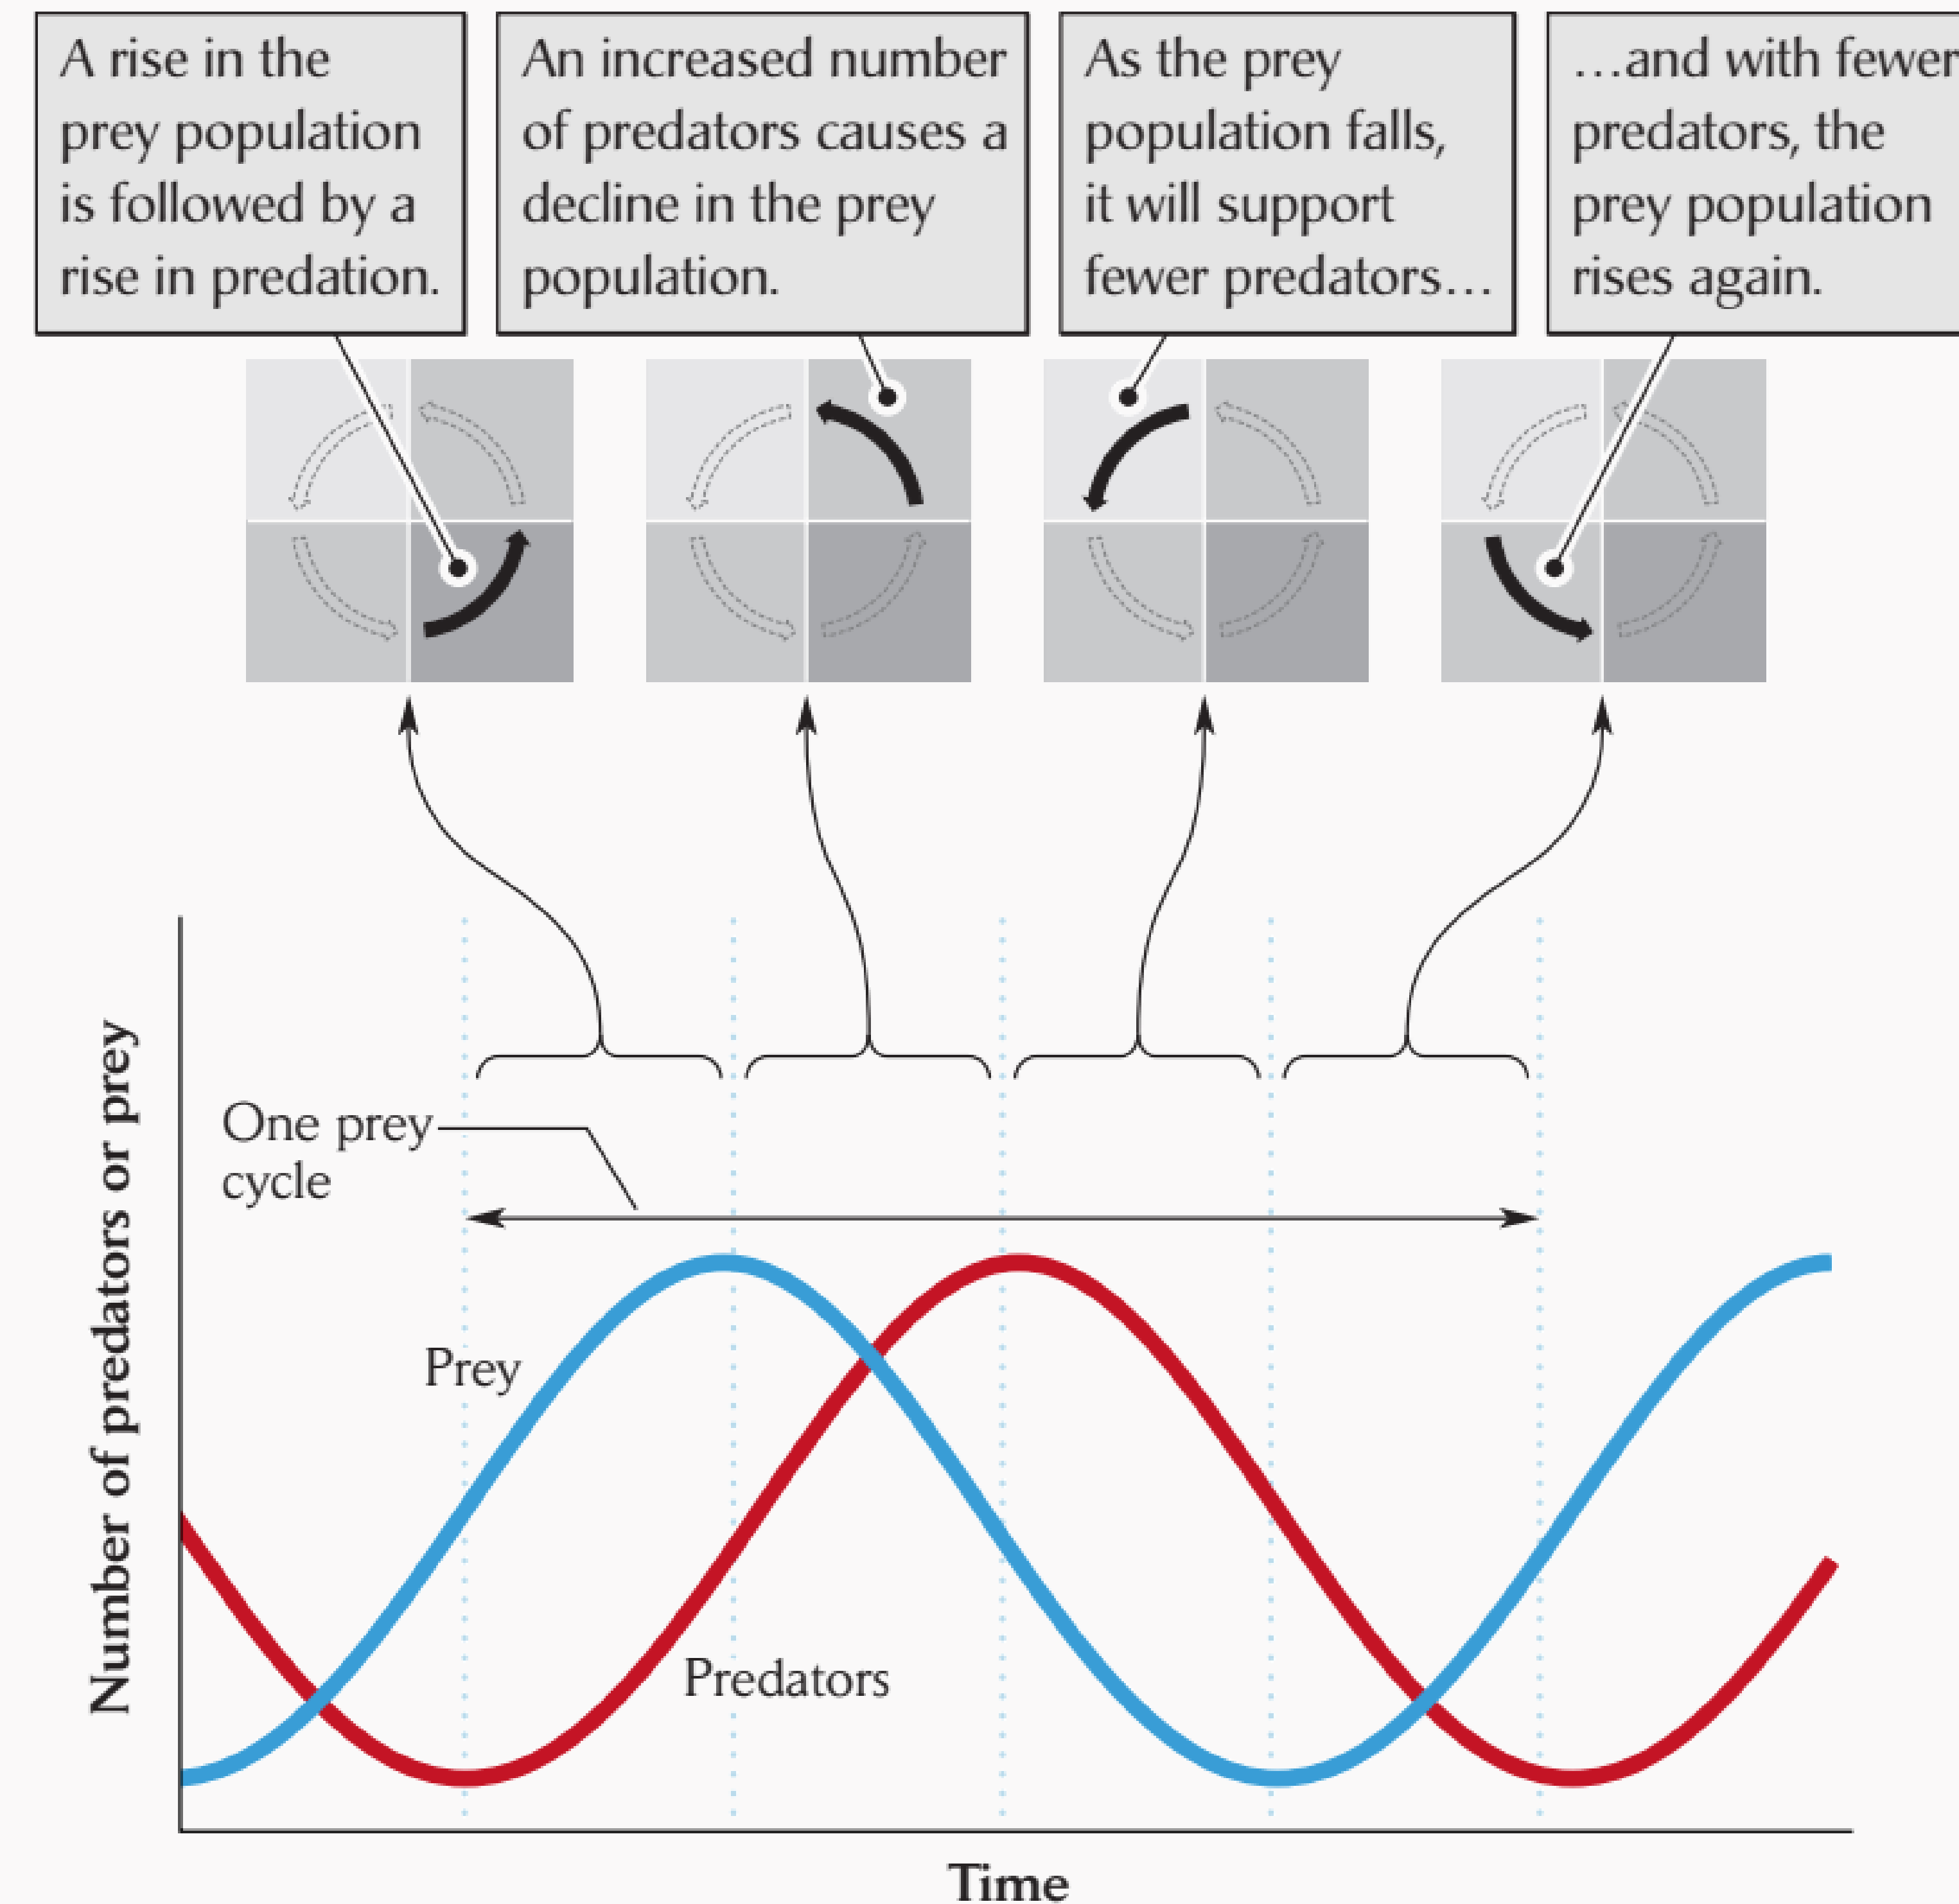 A rise in the
prey population
is followed by a
rise in predation.
An increased number
of predators causes a
decline in the prey
population.
As the prey
population falls,
it will support
fewer predators…
…and with fewer
predators, the
prey population
rises again.
Number of predators or prey
One prey
cycle
Prey
Predators
Time